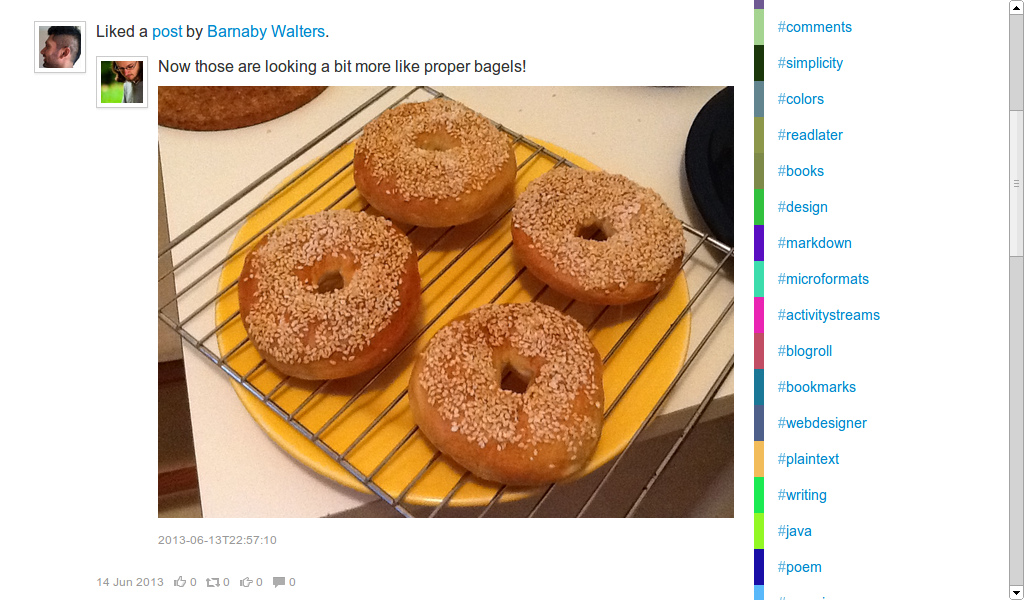 Liked a post by Barnaby Walters.
Now those are looking a bit more like proper bagels!
2013-06-13T22:57:10
14 Jun 2013 0 0 0 0
#comments
#simplicity
#colors
#readlater
#books
#design
#markdown
#microformats
#activitystreams
#blogroll
#bookmarks
#webdesigner
#plaintext
#writing
#java
#poem